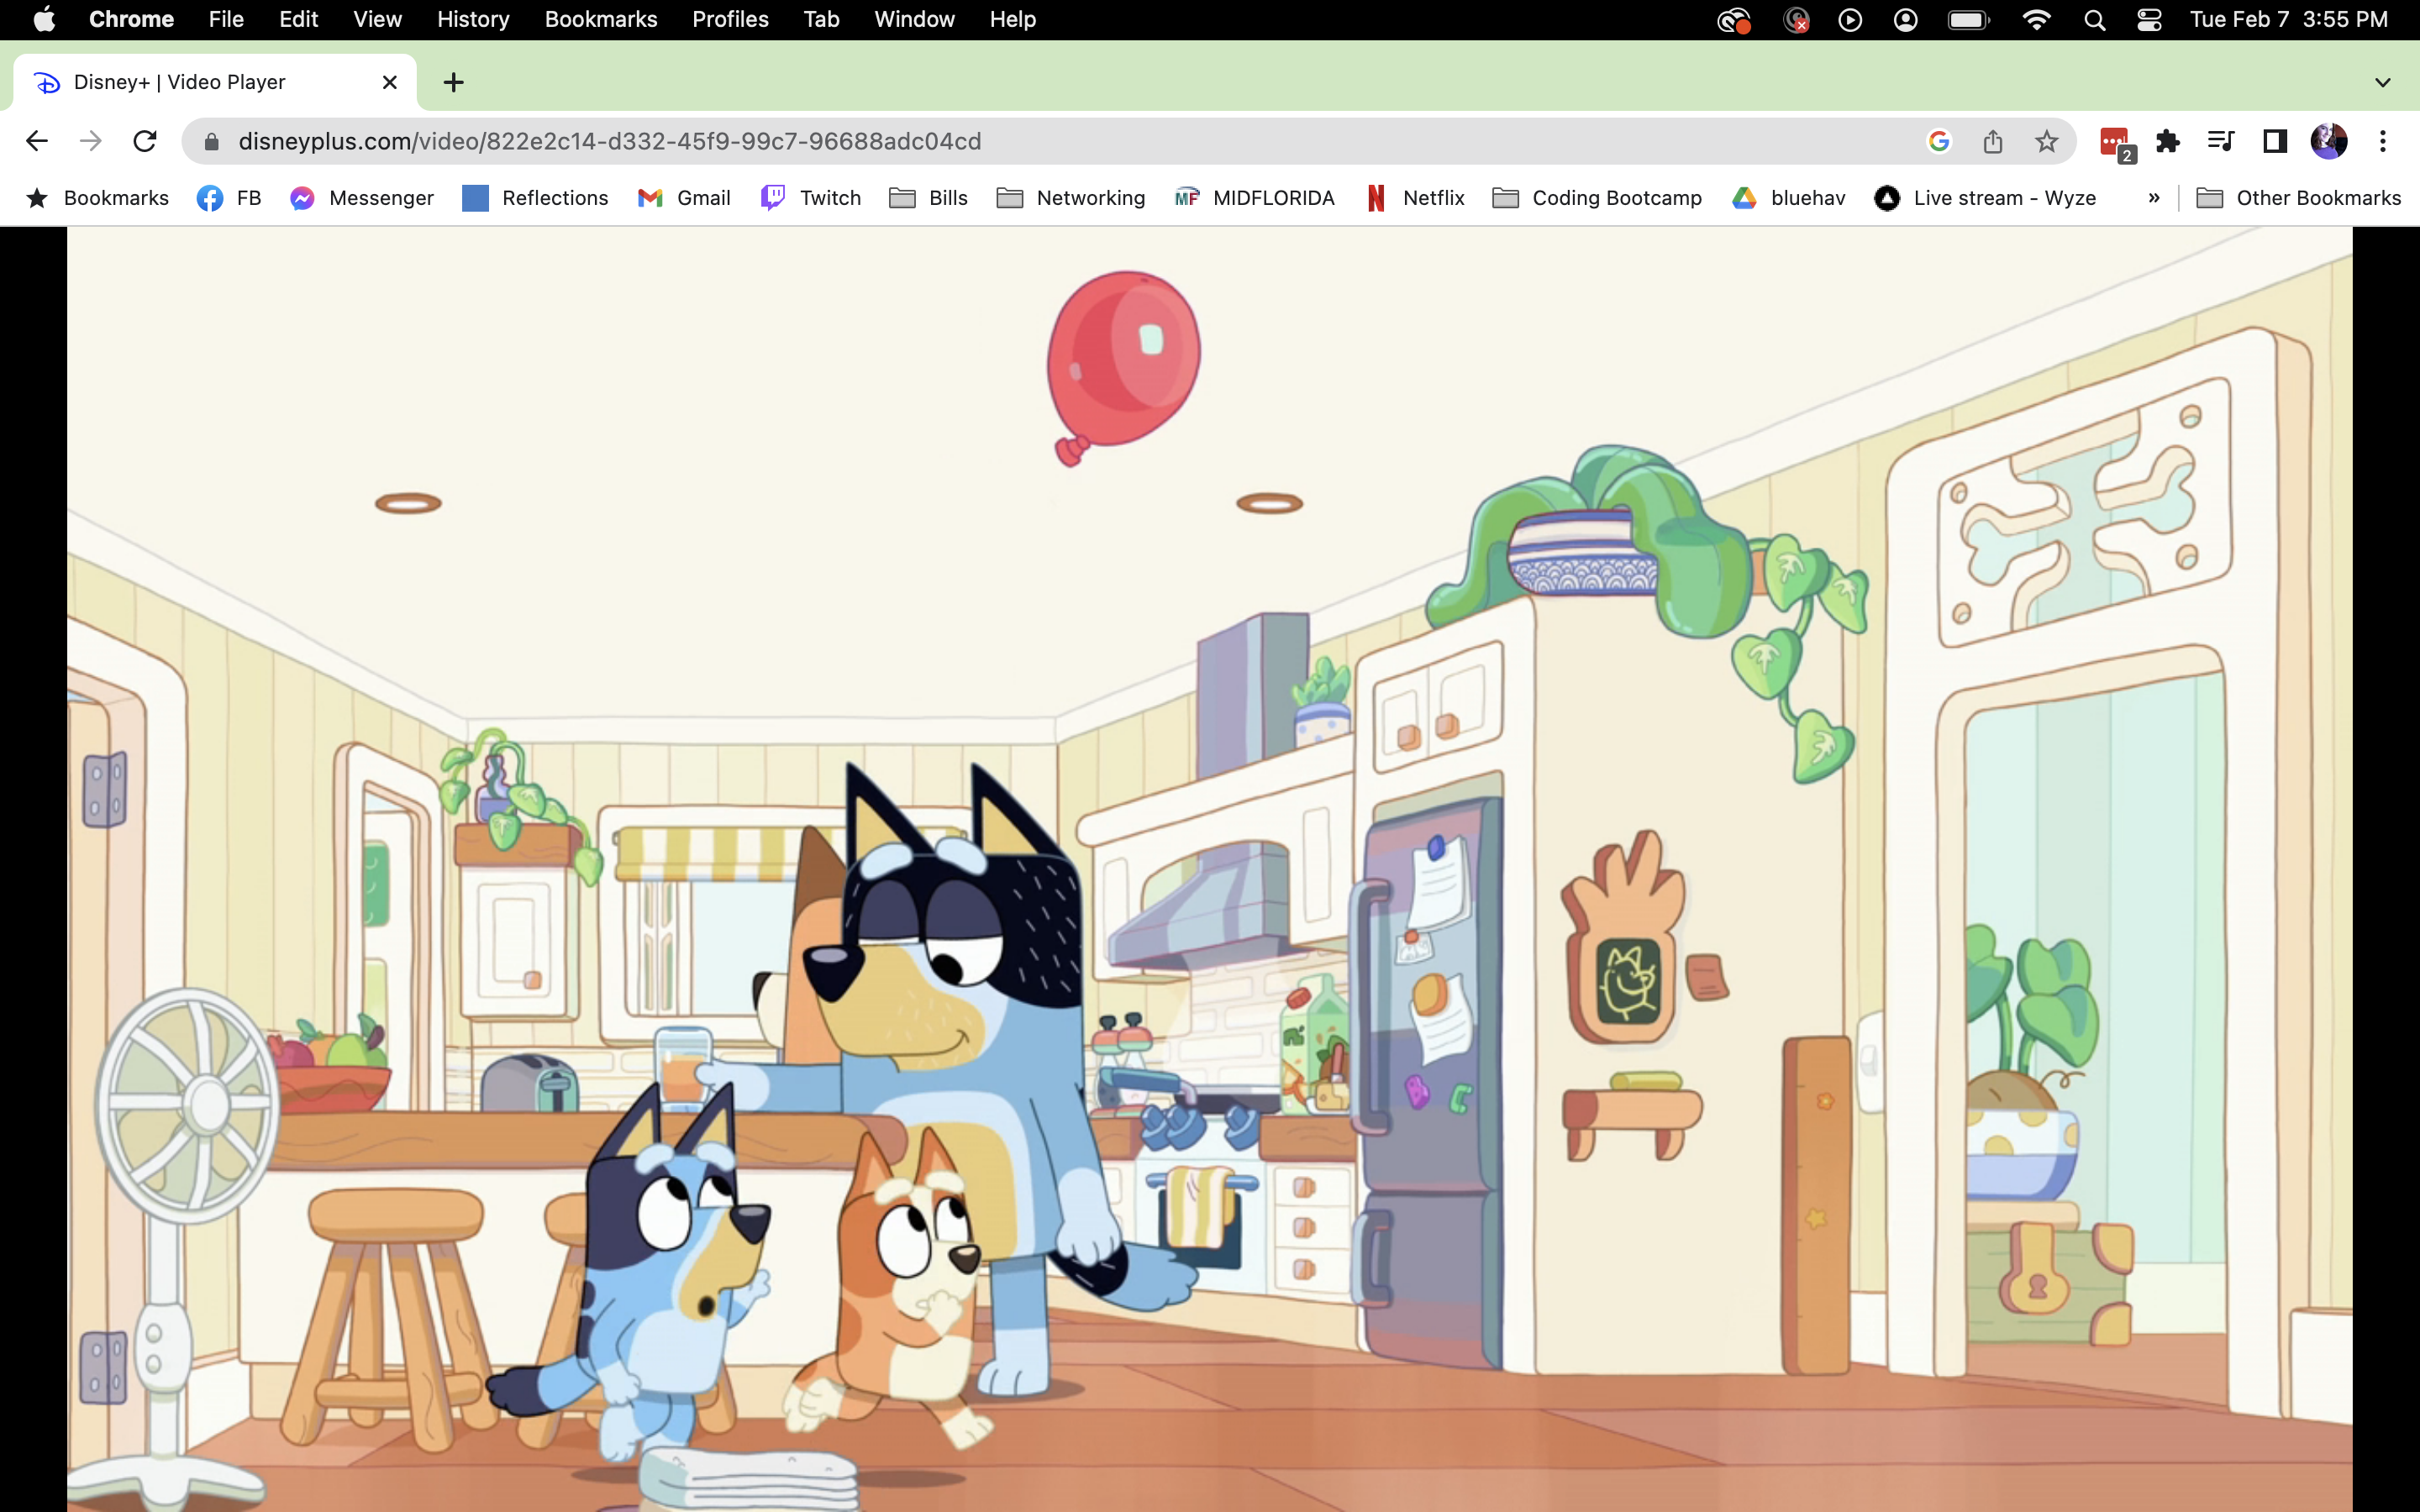 Chrome File Edit View History Bookmarks Profiles Tab Window Help Tue Feb 7 3:55 PM
Disney+ | Video Player
disneyplus.com/video/822e2c14-d332-45f9-99c7-96688adc04cd
2
Bookmarks FB Messenger Reflections Gmail Twitch Bills Networking MF MIDFLORIDA Netflix Coding Bootcamp bluehav Live stream - Wyze » Other Bookmarks